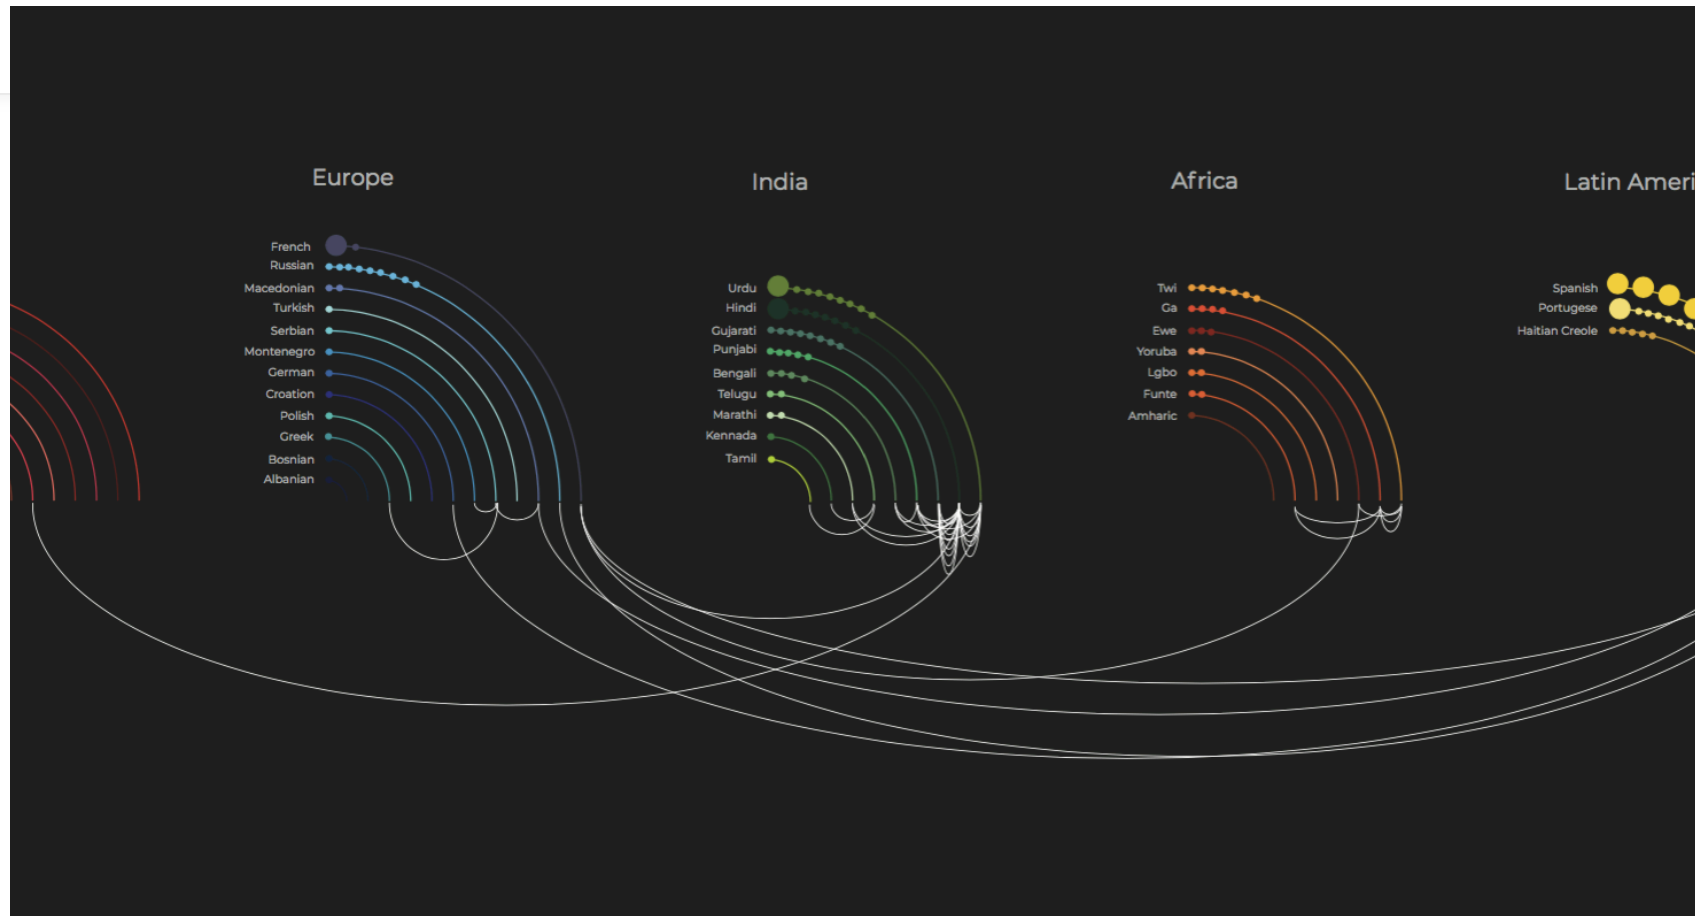 Europe
French
Russian
Macedonian
Turkish
Serbian
Montenegro
German
Croation
Polish
Greek
Bosnian
Albanian
India
Urdu
Hindi
Gujarati
Punjabi
Bengali
Telugu
Marathi
Kennada
Tamil
Africa
Twi
Ga
Ewe
Yoruba
Lgbo
Funte
Amharic
Latin Ameri
Spanish
Portugese
Haitian Creole